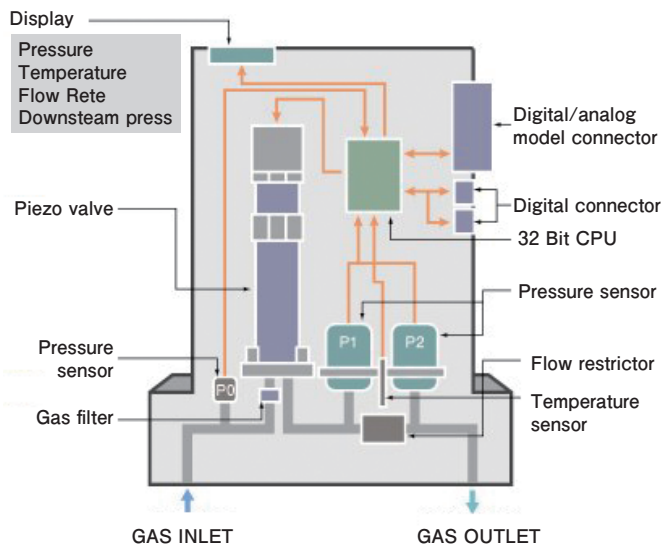 Display
Pressure
Temperature
Flow Rete
Downsteam press
Digital/analog
model connector
Piezo valve
Digital connector
32 Bit CPU
Pressure sensor
P1
P2
Pressure
sensor
P0
Flow restrictor
Gas filter
Temperature
sensor
GAS INLET
GAS OUTLET